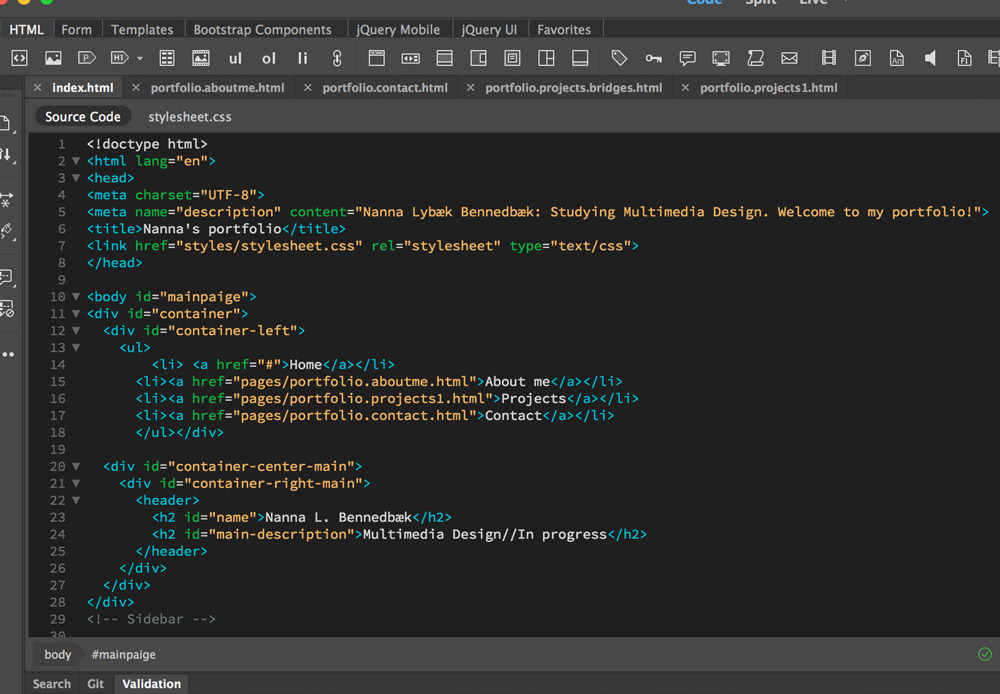 Code Split Live
HTML Form Templates Bootstrap Components jQuery Mobile jQuery UI Favorites
ul ol li
index.html portfolio.aboutme.html portfolio.contact.html portfolio.projects.bridges.html portfolio.projects1.html
Source Code stylesheet.css
1 <!doctype html>
2 <html lang="en">
3 <head>
4 <meta charset="UTF-8">
5 <meta name="description" content="Nanna Lybæk Bennedbæk: Studying Multimedia Design. Welcome to my portfolio!">
6 <title>Nanna's portfolio</title>
7 <link href="styles/stylesheet.css" rel="stylesheet" type="text/css">
8 </head>
9
10 <body id="mainpaige">
11 <div id="container">
12 <div id="container-left">
13 <ul>
14 <li> <a href="#">Home</a></li>
15 <li><a href="pages/portfolio.aboutme.html">About me</a></li>
16 <li><a href="pages/portfolio.projects1.html">Projects</a></li>
17 <li><a href="pages/portfolio.contact.html">Contact</a></li>
18 </ul></div>
19
20 <div id="container-center-main">
21 <div id="container-right-main">
22 <header>
23 <h2 id="name">Nanna L. Bennedbæk</h2>
24 <h2 id="main-description">Multimedia Design//In progress</h2>
25 </header>
26 </div>
27 </div>
28 </div>
29 <!-- Sidebar -->
30
body #mainpaige
Search Git Validation